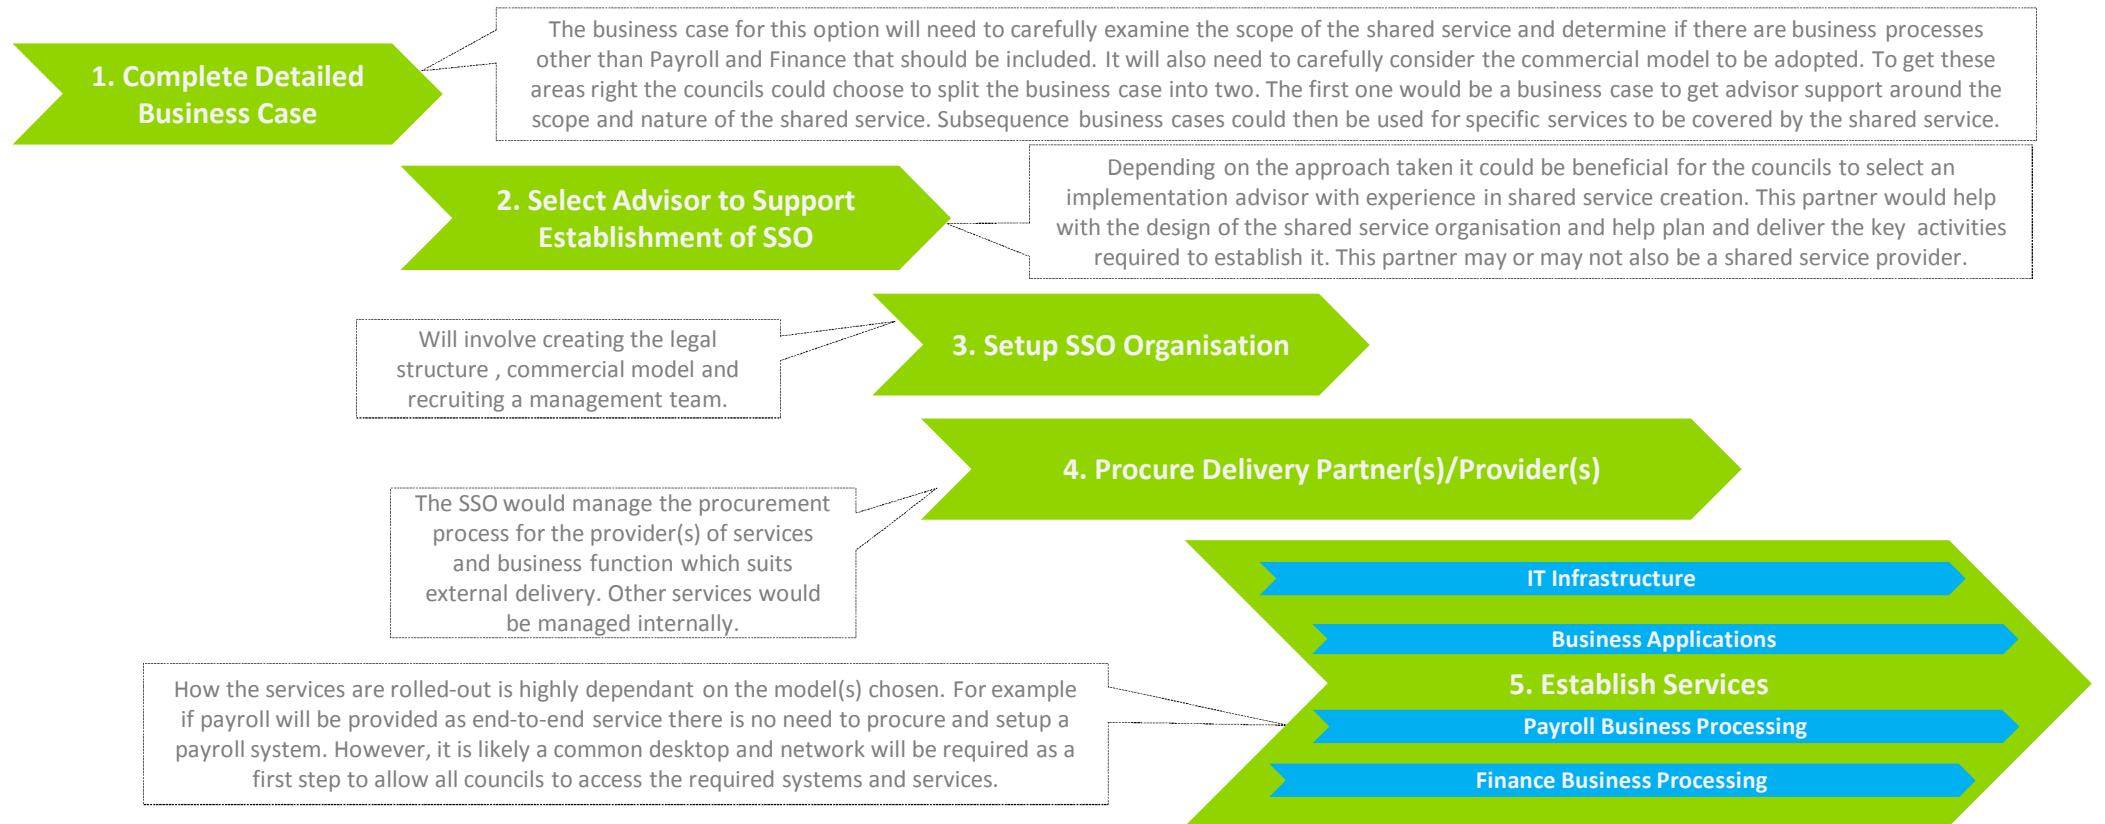 1. Complete Detailed
Business Case
The business case for this option will need to carefully examine the scope of the shared service and determine if there are business processes
other than Payroll and Finance that should be included. It will also need to carefully consider the commercial model to be adopted. To get these
areas right the councils could choose to split the business case into two. The first one would be a business case to get advisor support around the
scope and nature of the shared service. Subsequence business cases could then be used for specific services to be covered by the shared service.
2. Select Advisor to Support
Establishment of SSO
Depending on the approach taken it could be beneficial for the councils to select an
implementation advisor with experience in shared service creation. This partner would help
with the design of the shared service organisation and help plan and deliver the key activities
required to establish it. This partner may or may not also be a shared service provider.
3. Setup SSO Organisation
Will involve creating the legal
structure , commercial model and
recruiting a management team.
4. Procure Delivery Partner(s)/Provider(s)
The SSO would manage the procurement
process for the provider(s) of services
and business function which suits
external delivery. Other services would
be managed internally.
IT Infrastructure
Business Applications
5. Establish Services
Payroll Business Processing
Finance Business Processing
How the services are rolled-out is highly dependant on the model(s) chosen. For example
if payroll will be provided as end-to-end service there is no need to procure and setup a
payroll system. However, it is likely a common desktop and network will be required as a
first step to allow all councils to access the required systems and services.